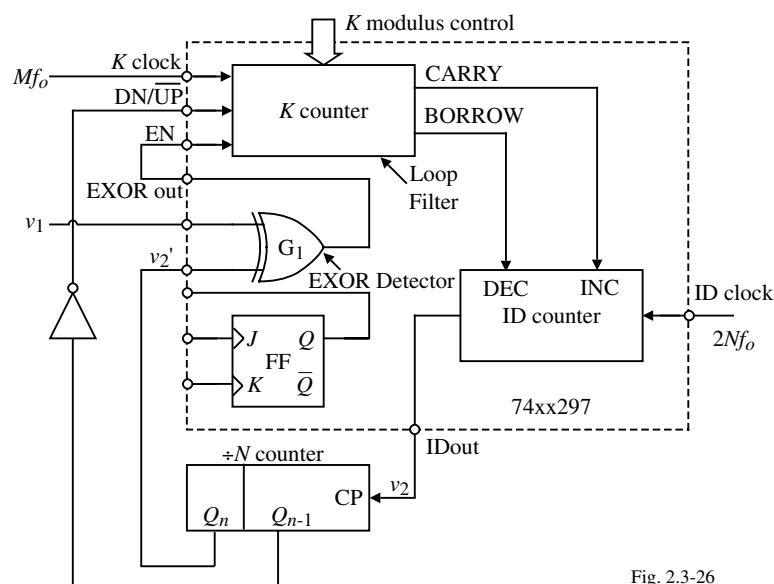 K modulus control
K clock
Mfo
CARRY
DN/UP
K counter
BORROW
EN
Loop
Filter
EXOR out
v1
G1
v2'
EXOR Detector
DEC INC
ID clock
ID counter
2Nfo
J Q
FF
K Q
74xx297
IDout
÷N counter
v2
CP
Qn Qn-1
Fig. 2.3-26